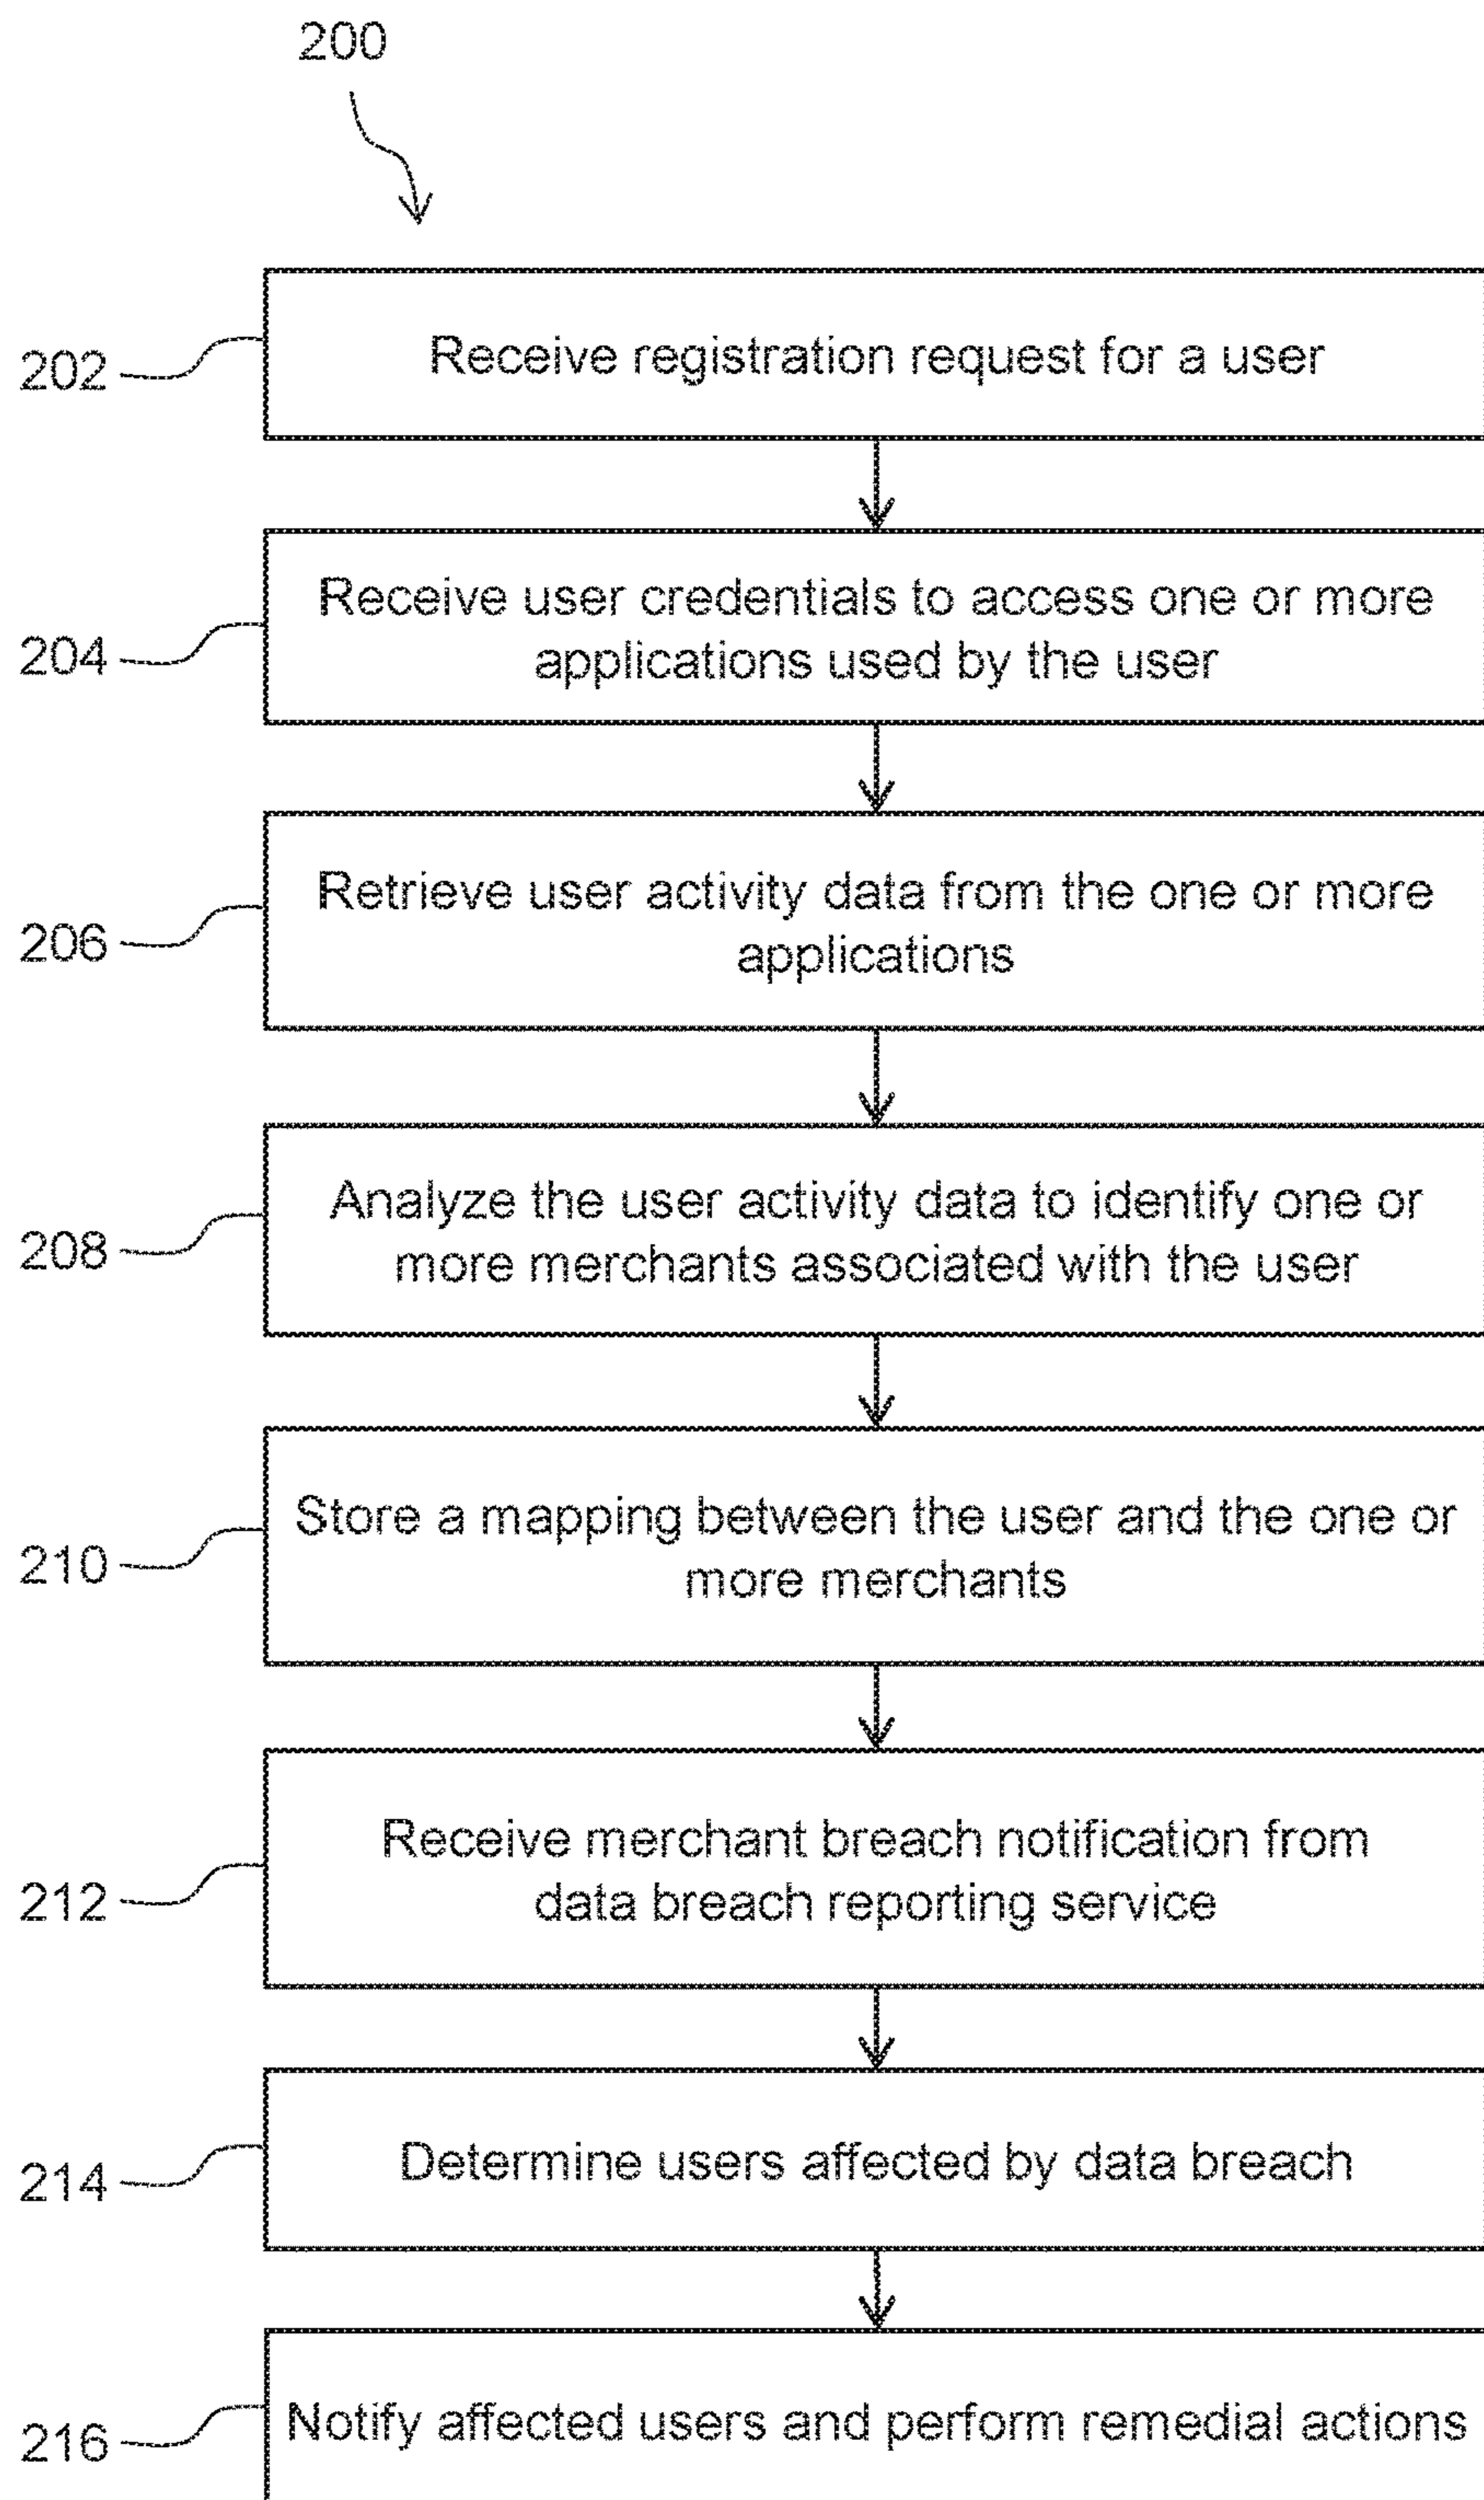 200
202
Receive registration request for a user
204
Receive user credentials to access one or more
applications used by the user
206
Retrieve user activity data from the one or more
applications
208
Analyze the user activity data to identify one or
more merchants associated with the user
210
Store a mapping between the user and the one or
more merchants
212
Receive merchant breach notification from
data breach reporting service
214
Determine users affected by data breach
216
Notify affected users and perform remedial actions